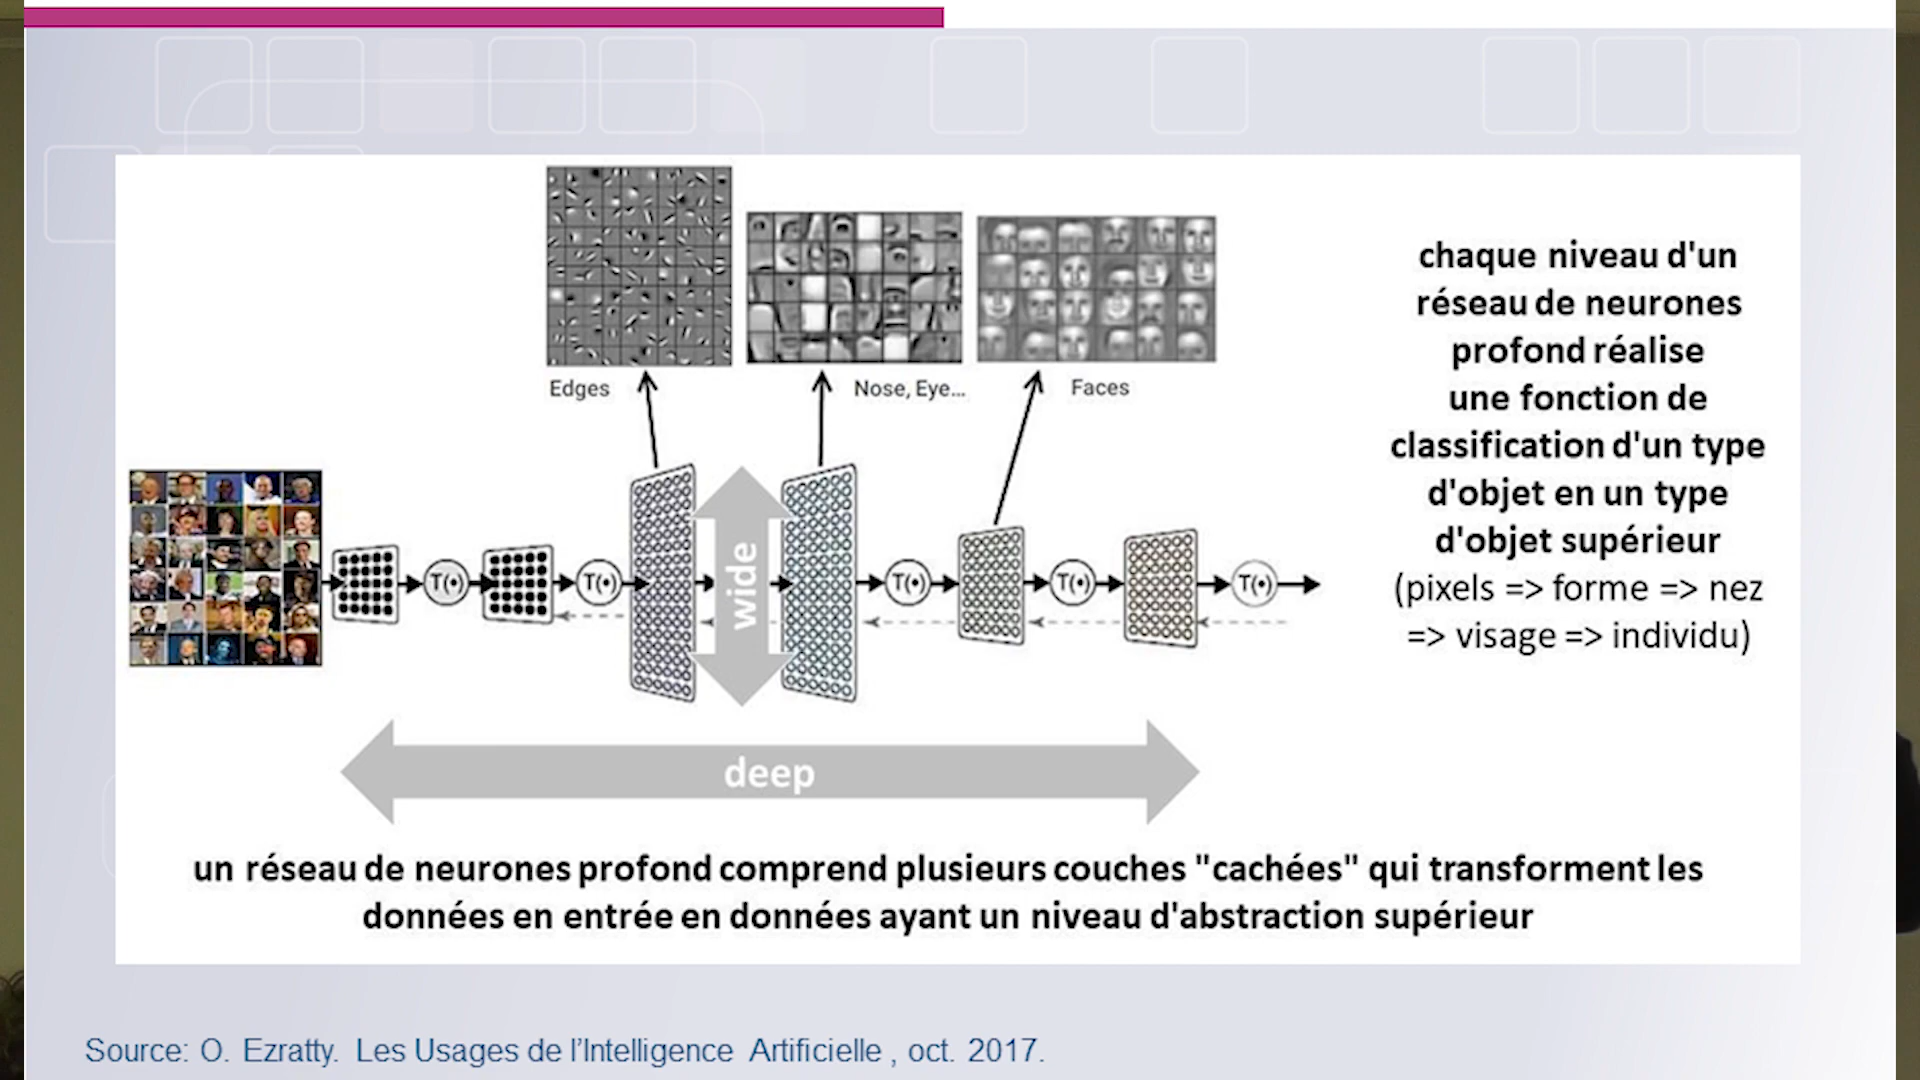 Edges
Nose, Eye...
Faces
T(•)
T(•)
wide
T(•)
T(•)
T(•)
deep
chaque niveau d'un
réseau de neurones
profond réalise
une fonction de
classification d'un type
d'objet en un type
d'objet supérieur
(pixels => forme => nez
=> visage => individu)
un réseau de neurones profond comprend plusieurs couches "cachées" qui transforment les
données en entrée en données ayant un niveau d'abstraction supérieur
Source: O. Ezratty. Les Usages de l’Intelligence Artificielle , oct. 2017.